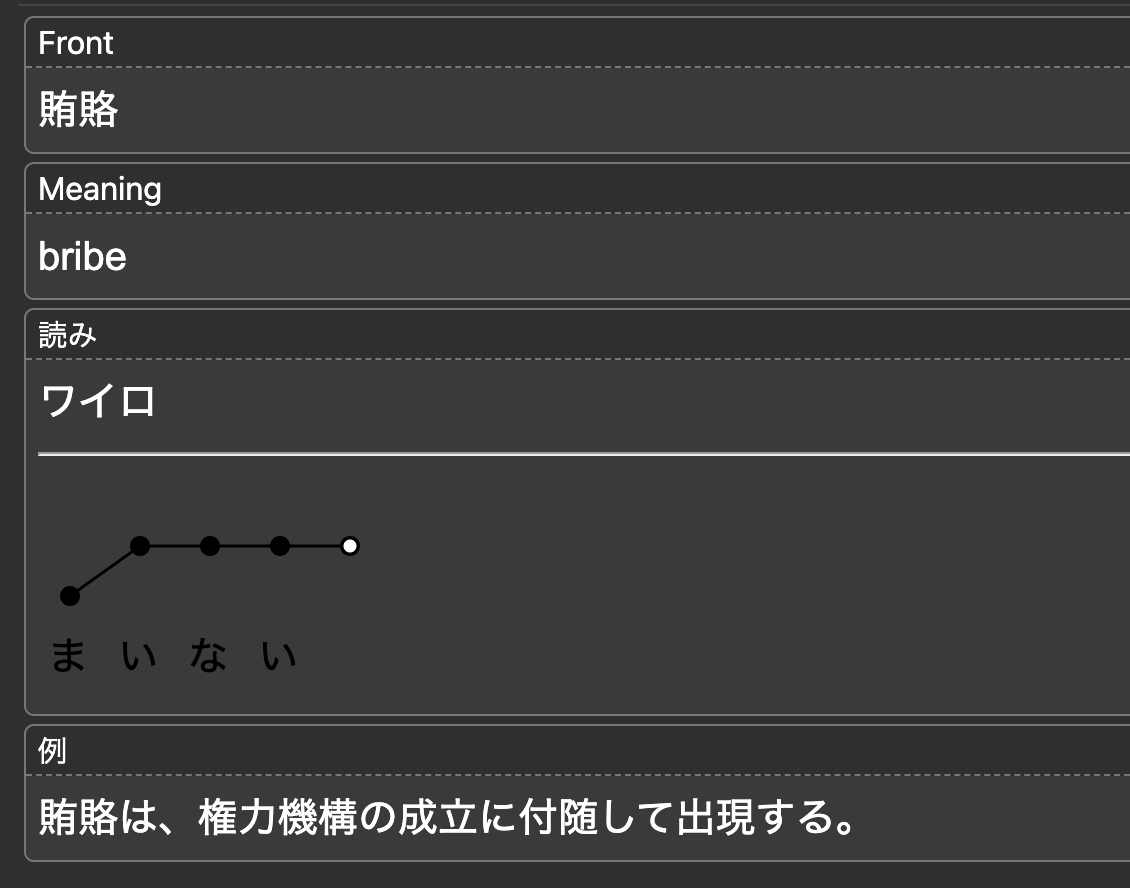 Front
賄賂
Meaning
bribe
読み
ワイロ
まいない
例
賄賂は、権力機構の成立に付随して出現する。